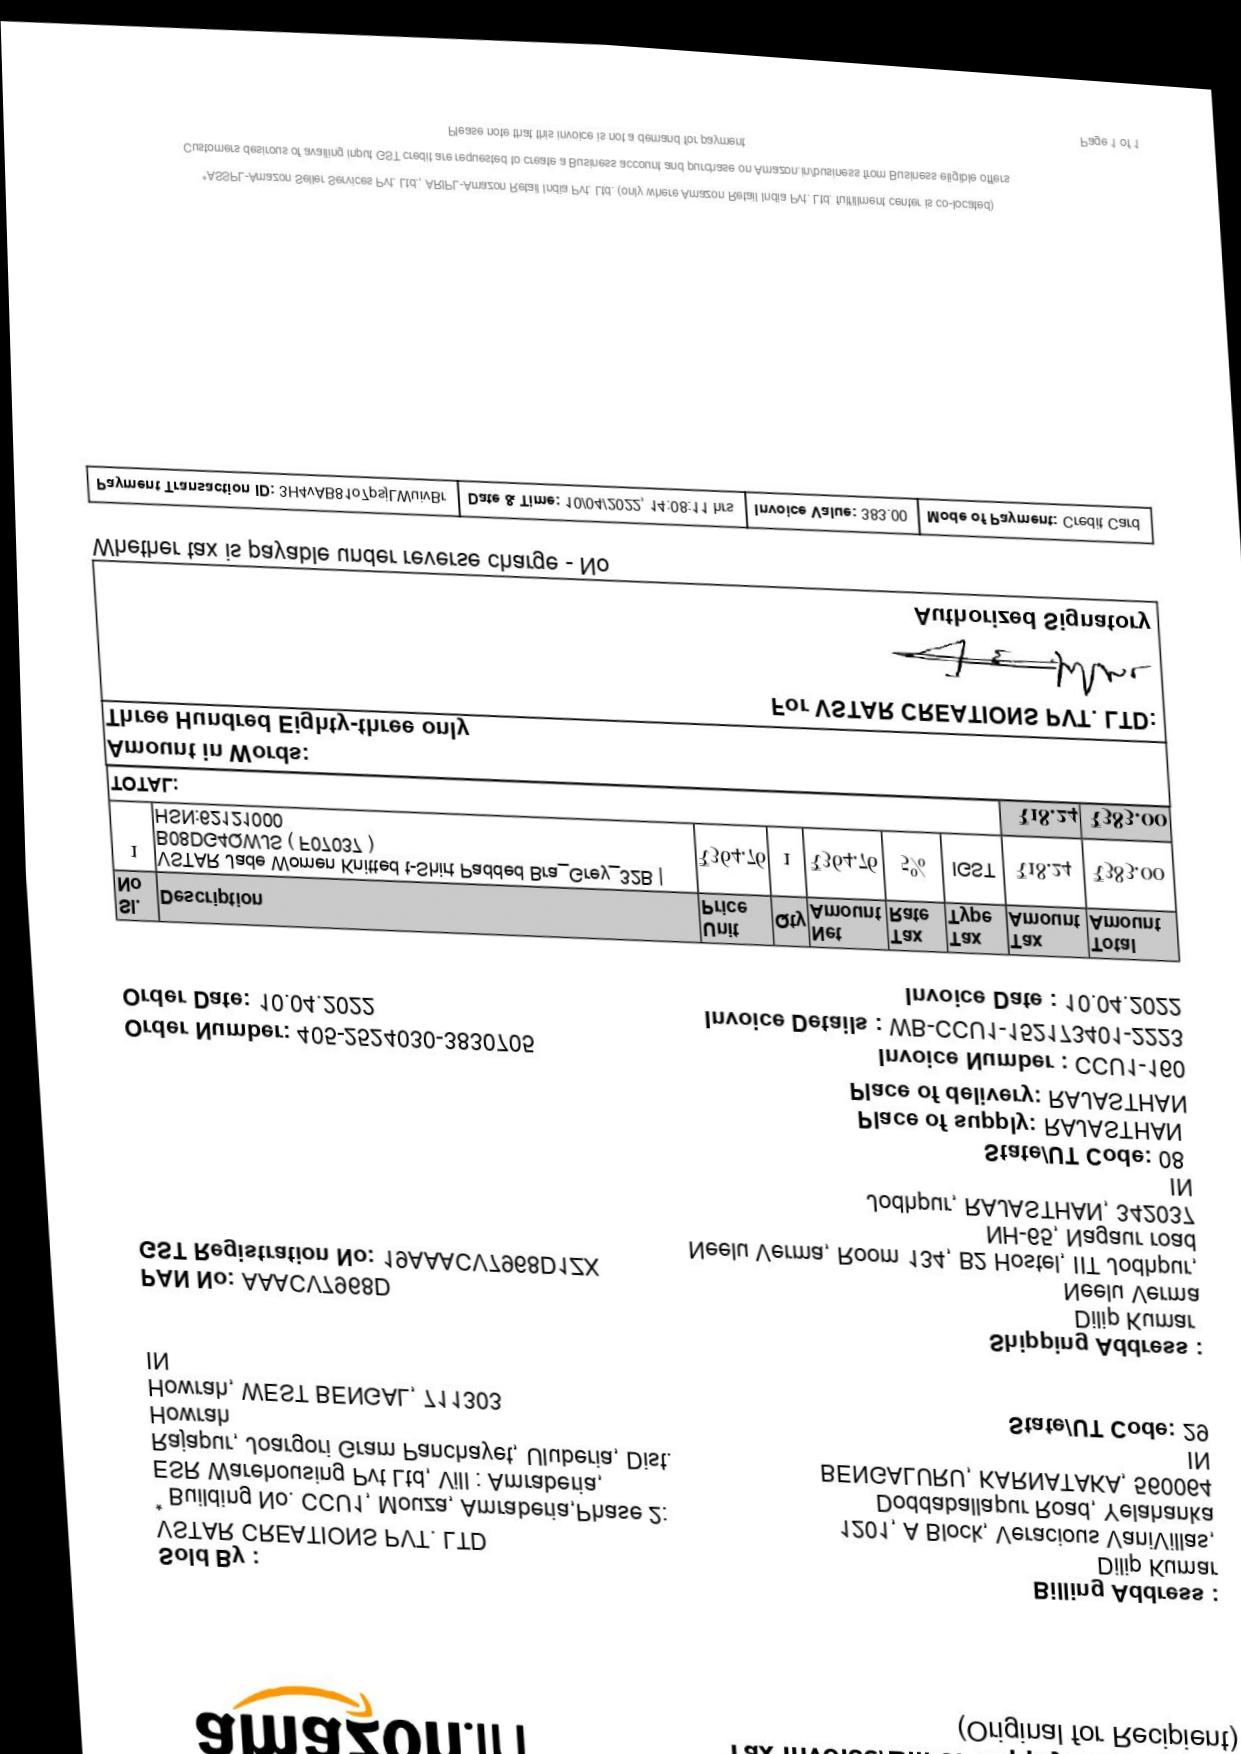 amazon.in
Tax Invoice/Bill
(Original for Recipient)
Sold By :
VSTAR CREATIONS PVT. LTD
* Building No. CCU1, Mouza, Amraberia,Phase 2:
ESR Warehousing Pvt Ltd, Vill : Amraberia,
Rajapur, Joargori Gram Panchayet, Uluberia, Dist.
Howrah
Howrah, WEST BENGAL, 711303
IN
Billing Address :
Dilip Kumar
1201, A Block, Veracious VaniVillas,
Doddaballapur Road, Yelahanka
BENGALURU, KARNATAKA, 560064
IN
State/UT Code: 29
PAN No: AAACV7968D
GST Registration No: 19AAACV7968D1ZX
Shipping Address :
Dilip Kumar
Neelu Verma
Neelu Verma, Room 134, B2 Hostel, IIT Jodhpur,
NH-65, Nagaur road
Jodhpur, RAJASTHAN, 342037
IN
State/UT Code: 08
Place of supply: RAJASTHAN
Place of delivery: RAJASTHAN
Order Number: 405-2524030-3830705
Order Date: 10.04.2022
Invoice Number : CCU1-160
Invoice Details : WB-CCU1-152173401-2223
Invoice Date : 10.04.2022
Sl. No Description Unit Price Qty Net Amount Tax Rate Tax Type Tax Amount Total Amount
1 VSTAR Jade Women Knitted t-Shirt Padded Bra_Grey_32B | ₹364.76 1 ₹364.76 5% IGST ₹18.24 ₹383.00
B08DG4QWJS ( F07037 )
HSN:62121000
TOTAL: ₹18.24 ₹383.00
Amount in Words:
Three Hundred Eighty-three only
For VSTAR CREATIONS PVT. LTD:
Authorized Signatory
Whether tax is payable under reverse charge - No
Payment Transaction ID: 3H4vAB81o7psjLWuivBr Date & Time: 10/04/2022, 14:08:11 hrs Invoice Value: 383.00 Mode of Payment: Credit Card
*ASSPL-Amazon Seller Services Pvt. Ltd., ARIPL-Amazon Retail India Pvt. Ltd. (only where Amazon Retail India Pvt. Ltd. fulfillment center is co-located)
Customers desirous of availing input GST credit are requested to create a Business account and purchase on Amazon.in/business from Business eligible offers
Please note that this invoice is not a demand for payment
Page 1 of 1